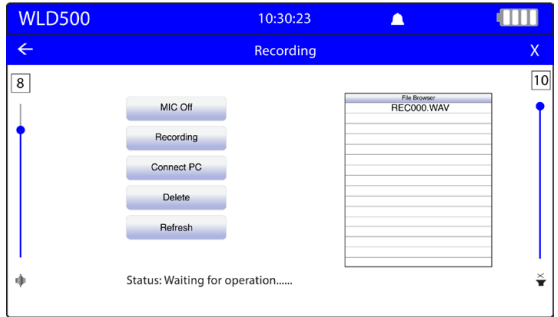 WLD500 10:30:23
Recording X
8 10
MIC Off
Recording
Connect PC
Delete
Refresh
File Browser
REC000.WAV
Status: Waiting for operation......